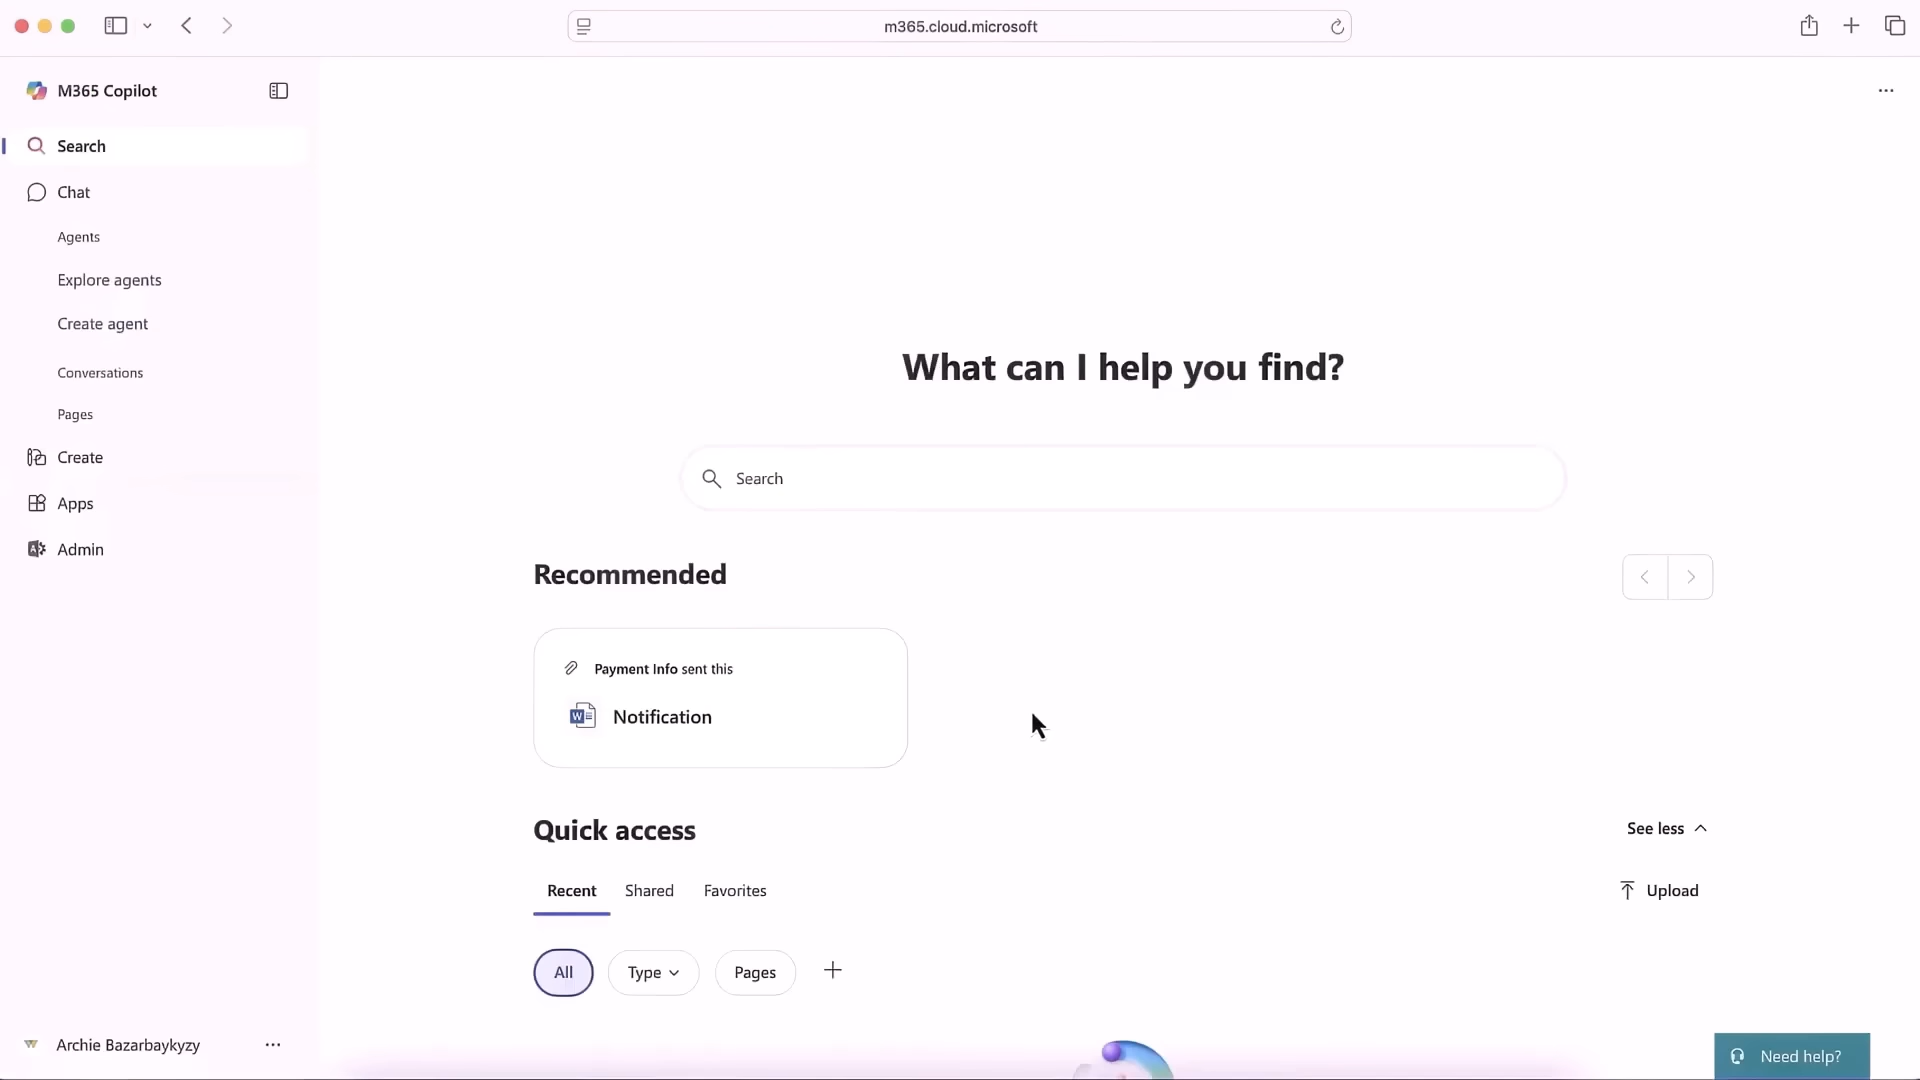 m365.cloud.microsoft
M365 Copilot
Search
Chat
Agents
Explore agents
Create agent
Conversations
Pages
Create
Apps
Admin
Archie Bazarbaykyzy
What can I help you find?
Search
Recommended
Payment Info sent this
Notification
Quick access
See less
Recent Shared Favorites
Upload
All Type Pages
Need help?